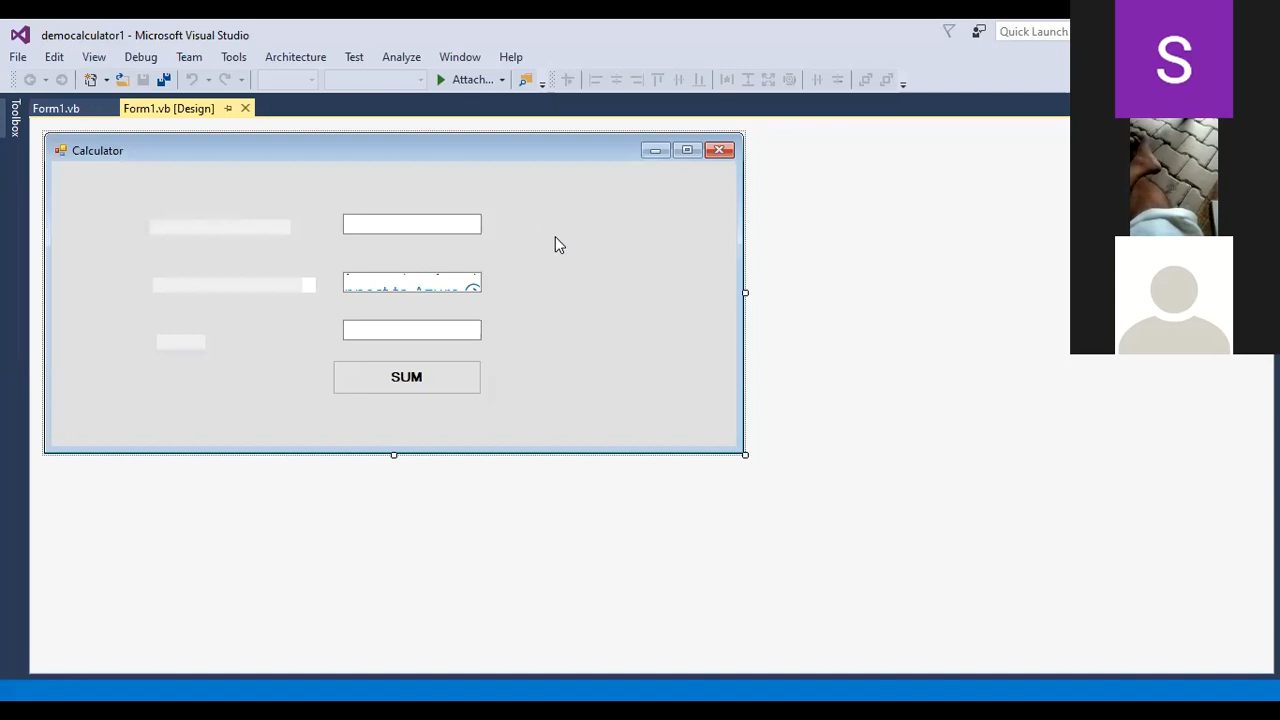 democalculator1 - Microsoft Visual Studio
Quick Launch
File Edit View Debug Team Tools Architecture Test Analyze Window Help
Attach...
Toolbox
Form1.vb Form1.vb [Design]
Calculator
SUM
S